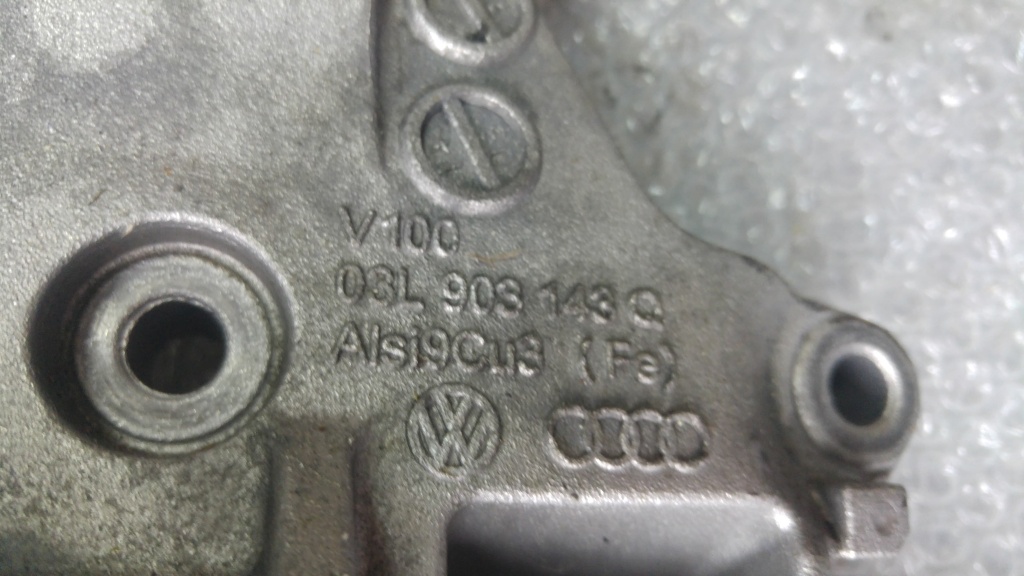 V100
03L 903 143 Q
AlSi9Cu3 (Fe)
VW